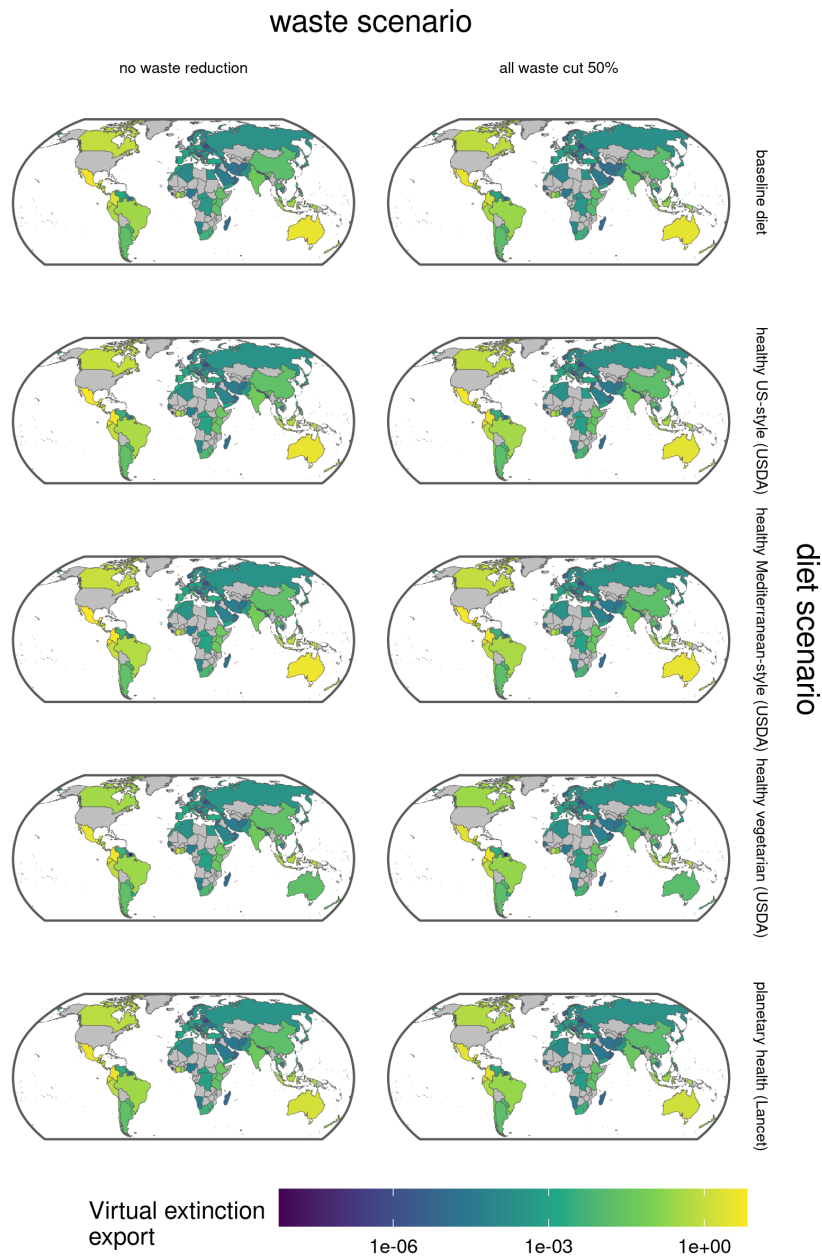 waste scenario
no waste reduction
all waste cut 50%
baseline diet
healthy US-style (USDA)
healthy Mediterranean-style (USDA)
healthy vegetarian (USDA)
planetary health (Lancet)
diet scenario
Virtual extinction
export
1e-06
1e-03
1e+00